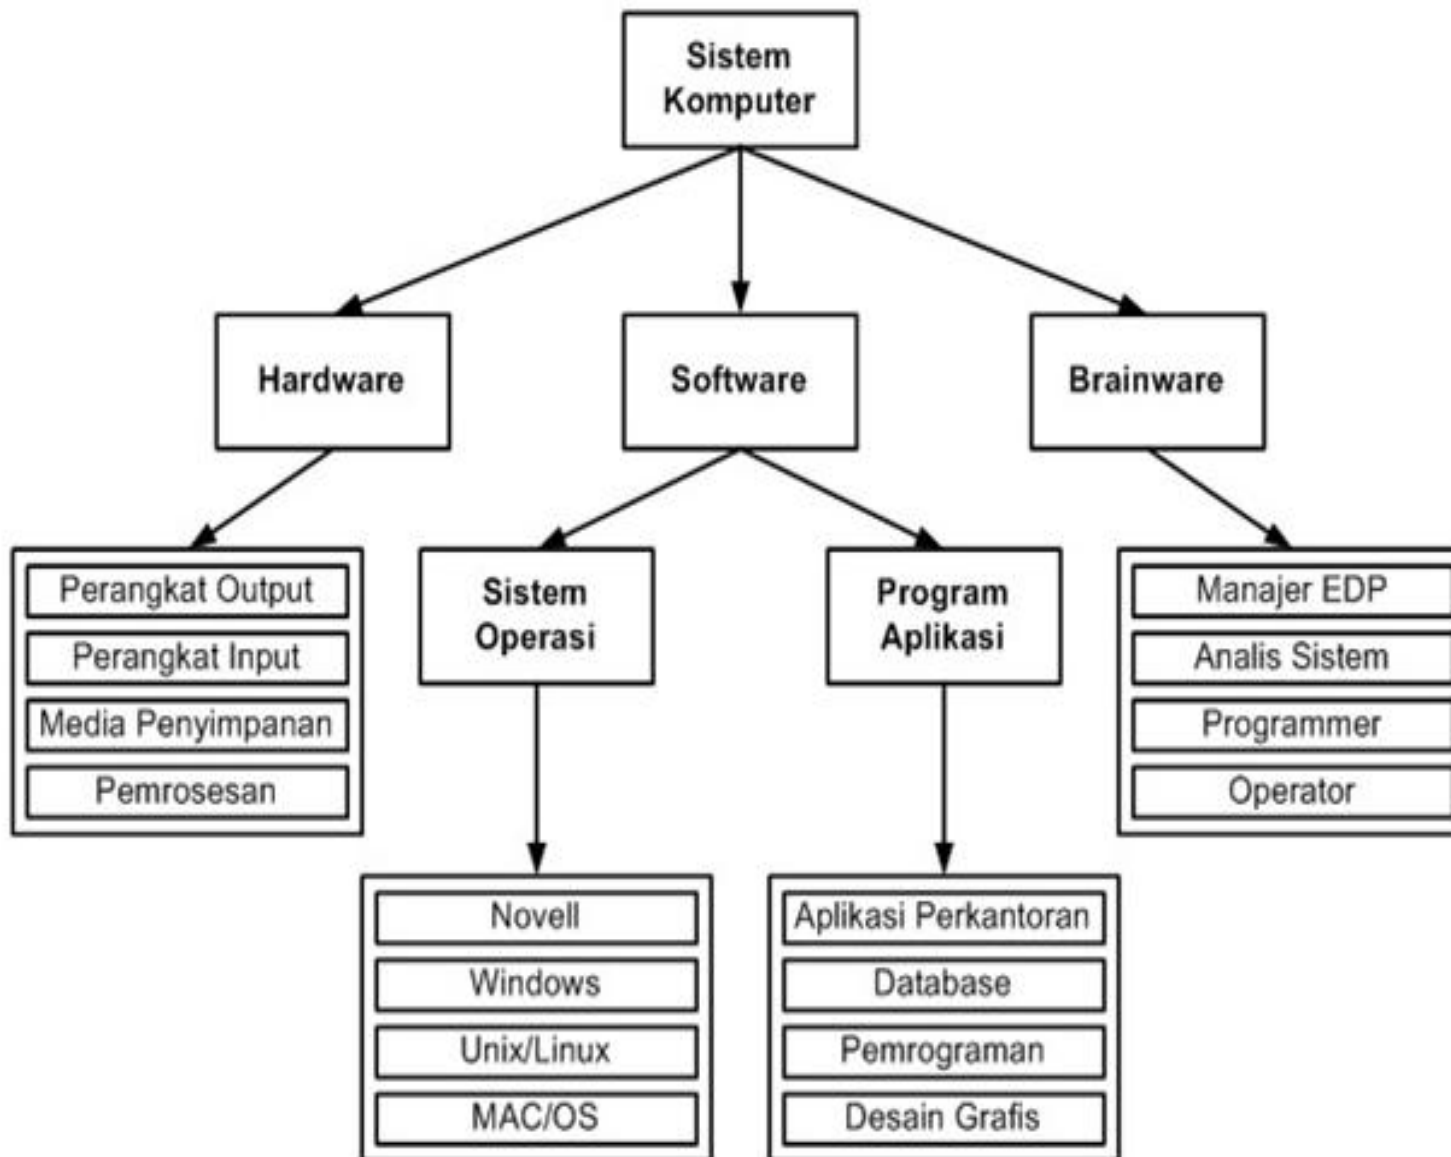 Sistem
Komputer
Hardware
Software
Brainware
Perangkat Output
Perangkat Input
Media Penyimpanan
Pemrosesan
Sistem
Operasi
Program
Aplikasi
Manajer EDP
Analis Sistem
Programmer
Operator
Novell
Windows
Unix/Linux
MAC/OS
Aplikasi Perkantoran
Database
Pemrograman
Desain Grafis